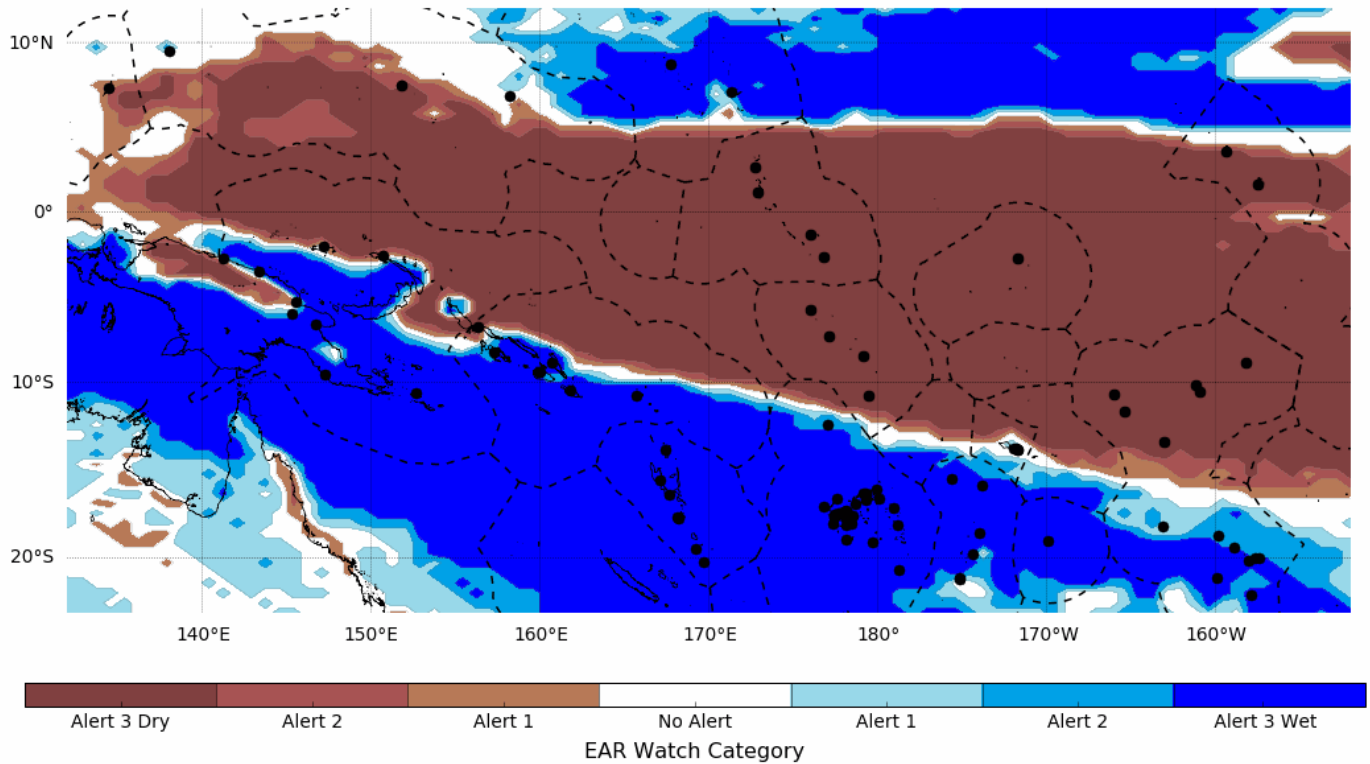 10°N
0°
10°S
20°S
140°E 150°E 160°E 170°E 180° 170°W 160°W
Alert 3 Dry Alert 2 Alert 1 No Alert Alert 1 Alert 2 Alert 3 Wet
EAR Watch Category